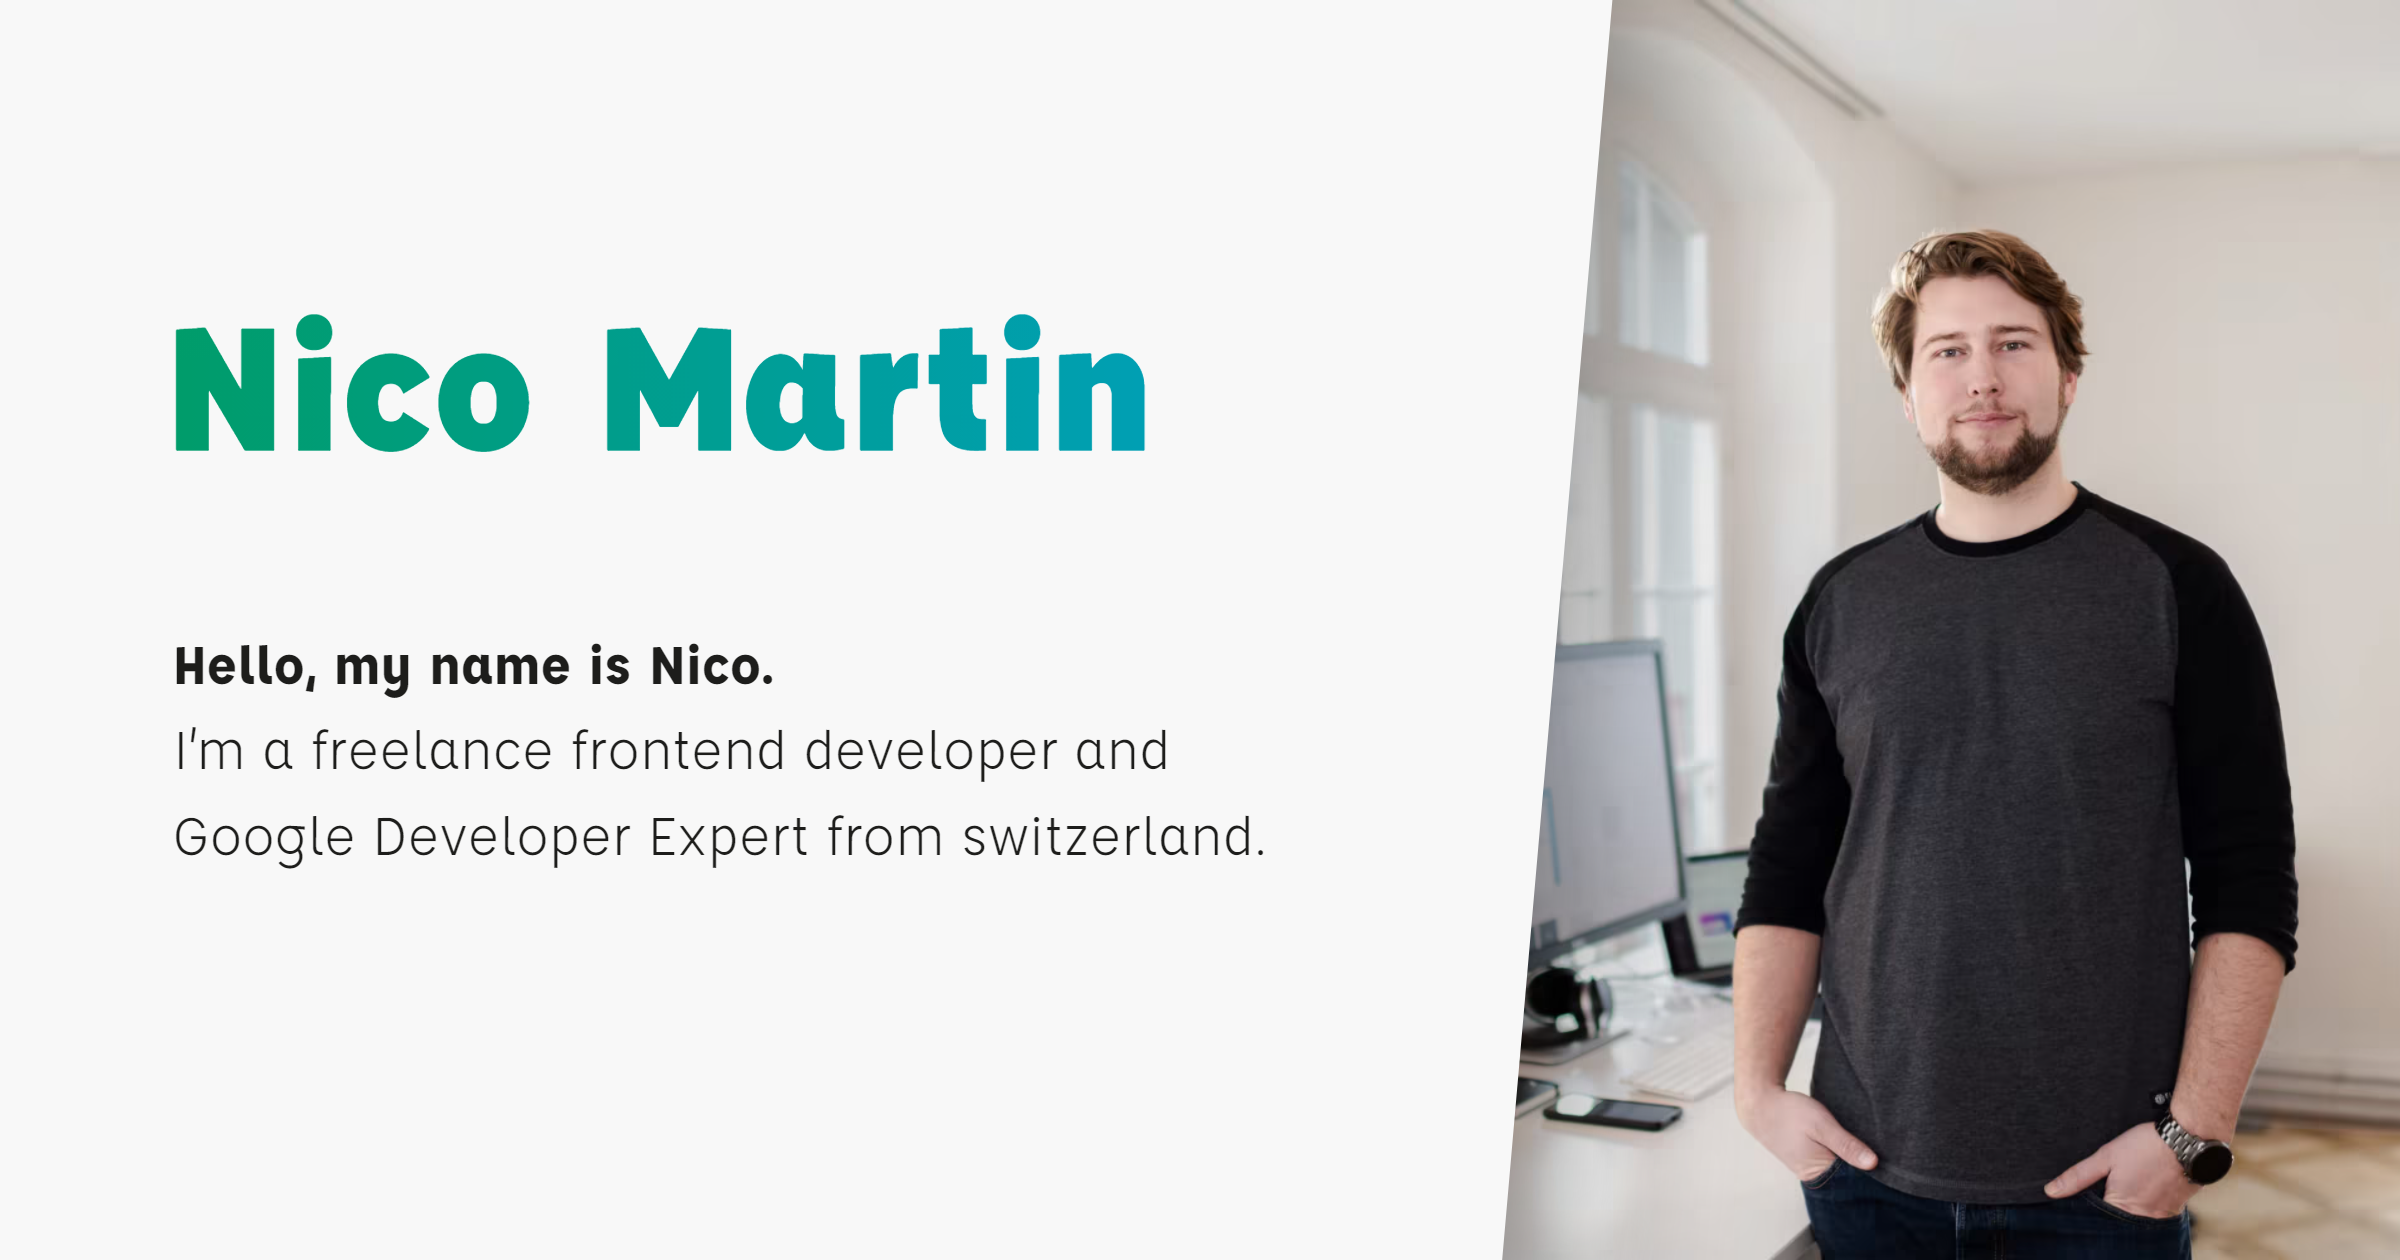 Nico Martin
Hello, my name is Nico.
I'm a freelance frontend developer and
Google Developer Expert from switzerland.